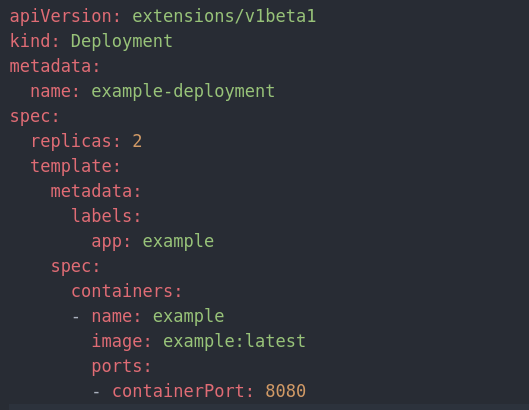 apiVersion: extensions/v1beta1
kind: Deployment
metadata:
  name: example-deployment
spec:
  replicas: 2
  template:
    metadata:
      labels:
        app: example
    spec:
      containers:
      - name: example
        image: example:latest
        ports:
        - containerPort: 8080